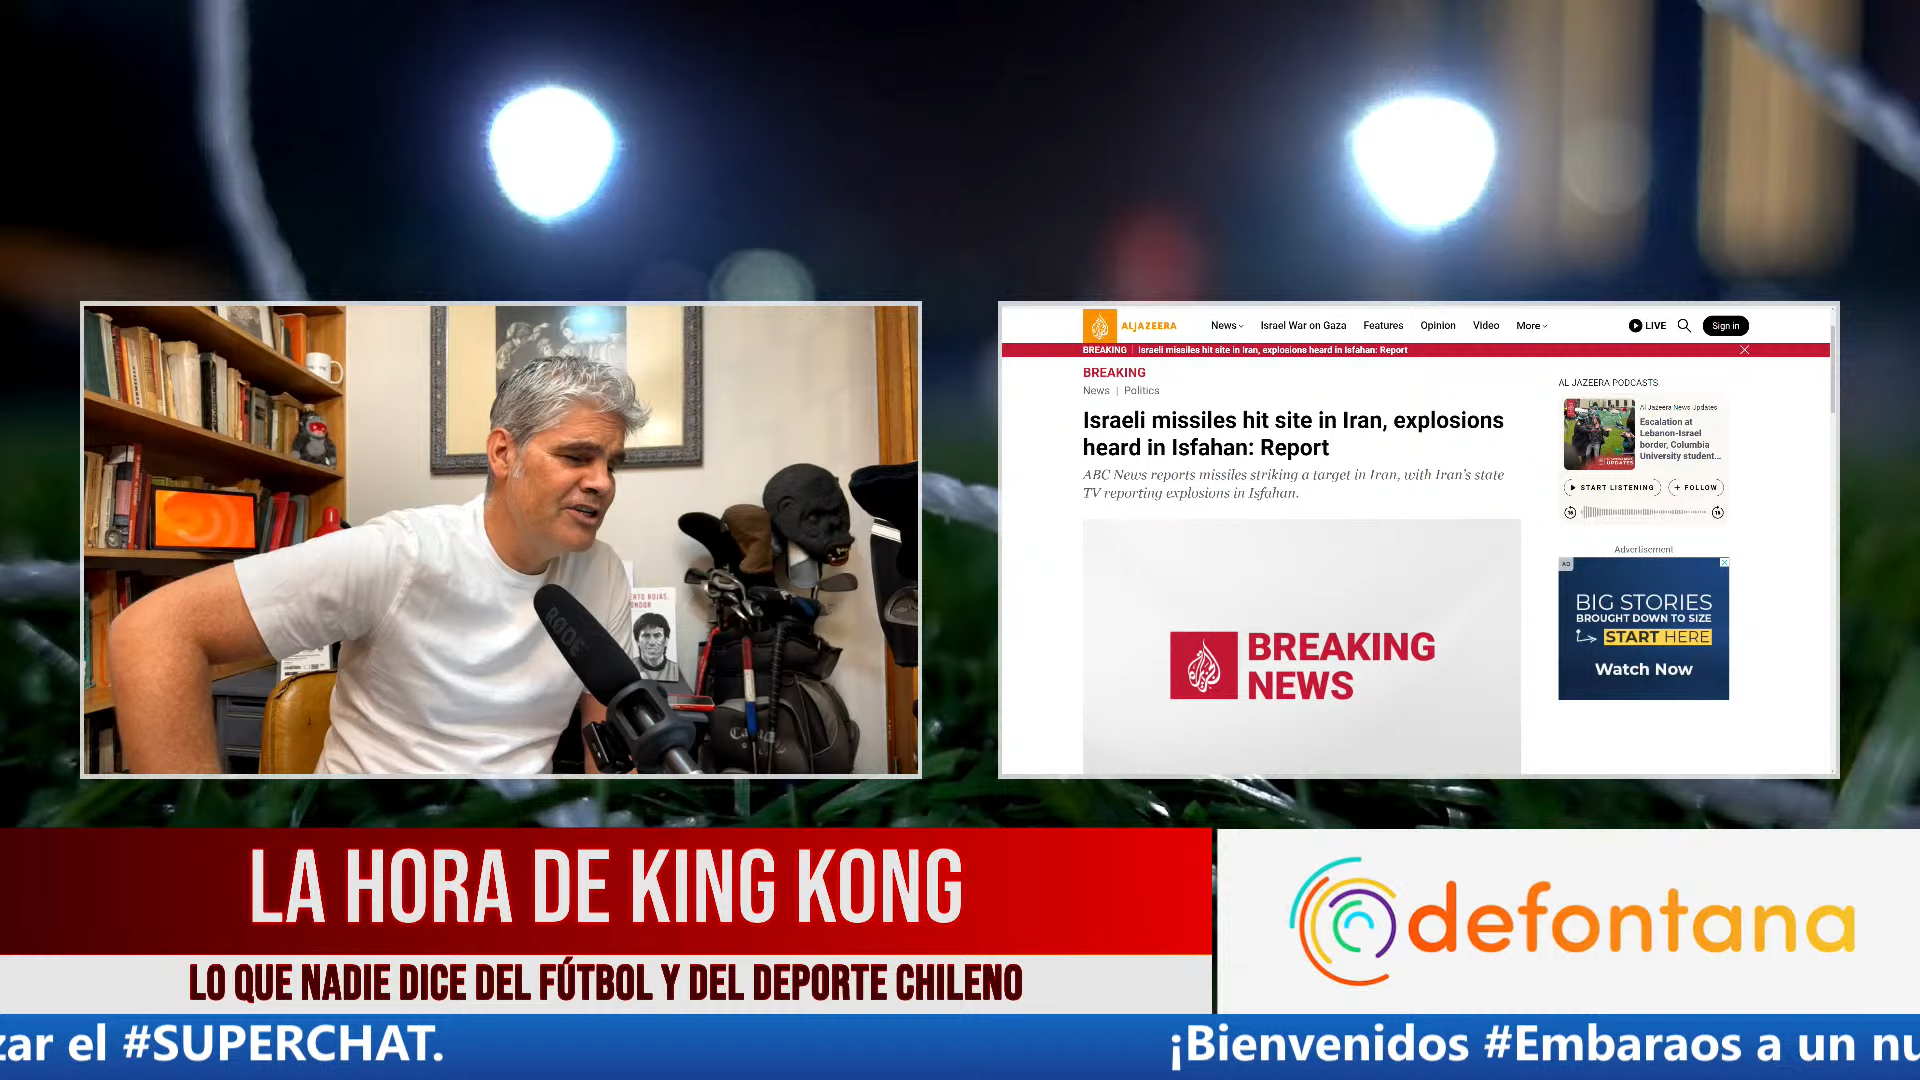 ALJAZEERA
News
Israel War on Gaza
Features
Opinion
Video
More
LIVE
Sign in
BREAKING | Israeli missiles hit site in Iran, explosions heard in Isfahan: Report
BREAKING
News | Politics
Israeli missiles hit site in Iran, explosions
heard in Isfahan: Report
ABC News reports missiles striking a target in Iran, with Iran's state
TV reporting explosions in Isfahan.
BREAKING
NEWS
AL JAZEERA PODCASTS
Al Jazeera News Updates
Escalation at
Lebanon-Israel
border, Columbia
University student...
START LISTENING
+ FOLLOW
Advertisement
AD
BIG STORIES
BROUGHT DOWN TO SIZE
START HERE
Watch Now
RØDE
ERTO ROJAS,
ONDOR
LA HORA DE KING KONG
LO QUE NADIE DICE DEL FÚTBOL Y DEL DEPORTE CHILENO
defontana
zar el #SUPERCHAT.
¡Bienvenidos #Embaraos a un nu